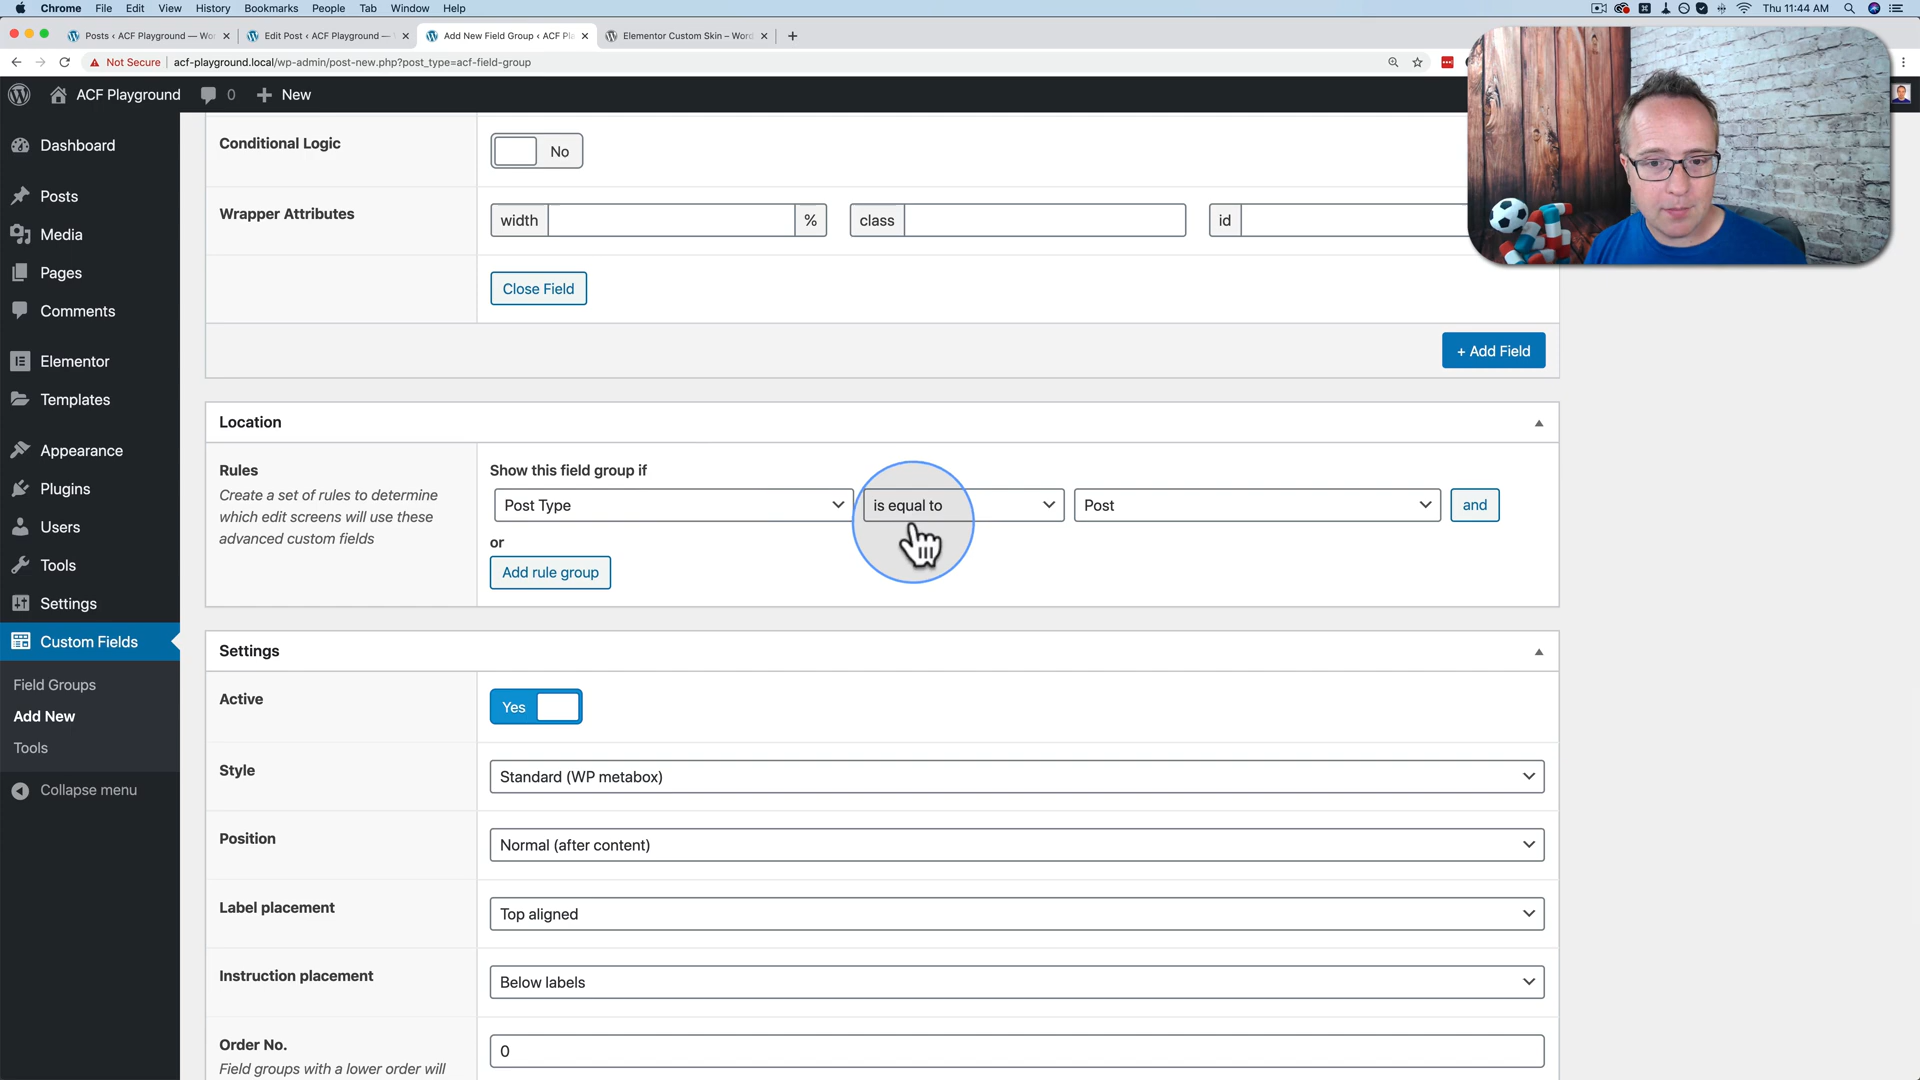 Chrome File Edit View History Bookmarks People Tab Window Help Thu 11:44 AM
Posts ‹ ACF Playground — Wo Edit Post ‹ ACF Playground — Add New Field Group ‹ ACF Pla Elementor Custom Skin – Word
Not Secure acf-playground.local/wp-admin/post-new.php?post_type=acf-field-group
ACF Playground 0 New
Dashboard
Posts
Media
Pages
Comments
Elementor
Templates
Appearance
Plugins
Users
Tools
Settings
Custom Fields
Field Groups
Add New
Tools
Collapse menu
Conditional Logic No
Wrapper Attributes width % class id
Close Field
+ Add Field
Location
Rules
Create a set of rules to determine
which edit screens will use these
advanced custom fields
Show this field group if
Post Type is equal to Post and
or
Add rule group
Settings
Active Yes
Style Standard (WP metabox)
Position Normal (after content)
Label placement Top aligned
Instruction placement Below labels
Order No. 0
Field groups with a lower order will